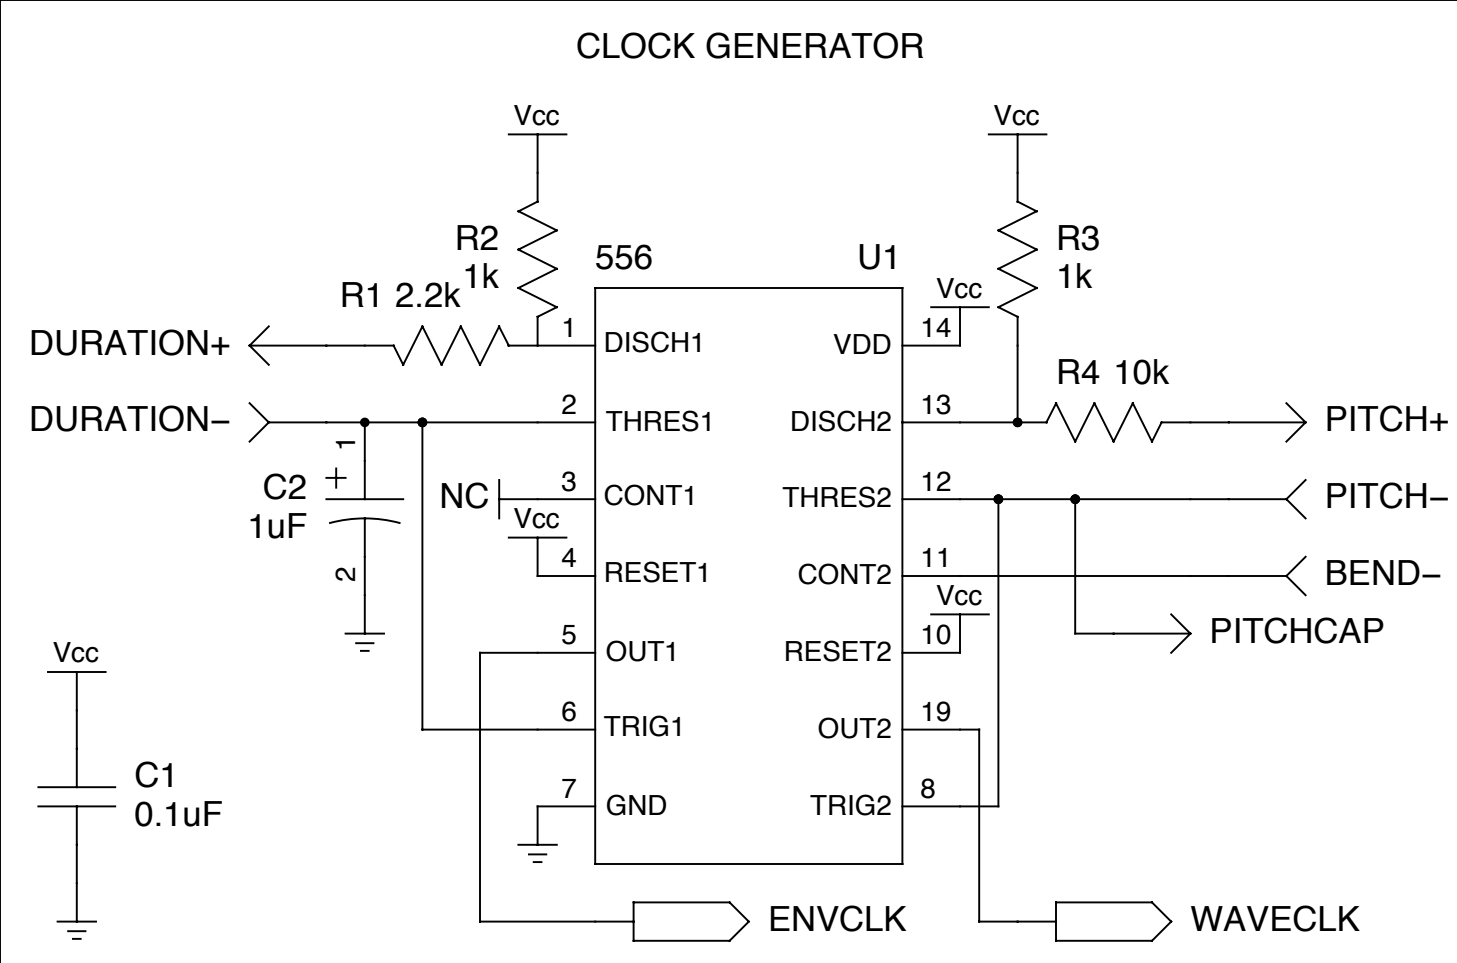 CLOCK GENERATOR
Vcc
Vcc
R2
1k
556
U1
R3
1k
R1 2.2k
Vcc
DURATION+
1
DISCH1
VDD
14
R4 10k
DURATION−
2
THRES1
DISCH2
13
PITCH+
1
+
C2
1uF
2
NC
3
CONT1
THRES2
12
PITCH−
Vcc
4
RESET1
CONT2
11
BEND−
Vcc
5
OUT1
RESET2
10
PITCHCAP
Vcc
6
TRIG1
OUT2
19
C1
0.1uF
7
GND
TRIG2
8
ENVCLK
WAVECLK